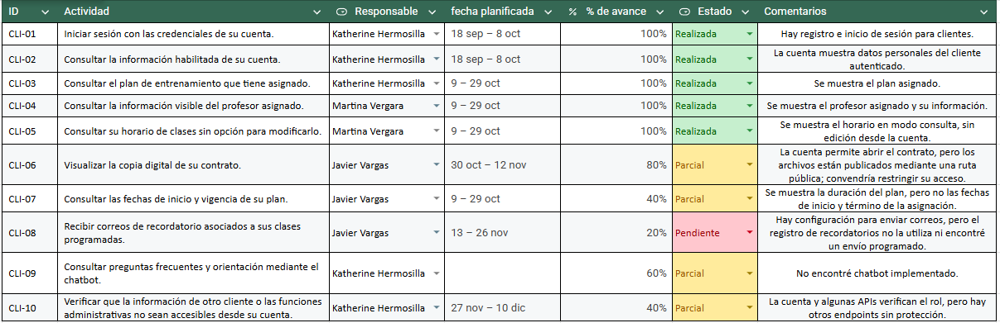 ID Actividad Responsable fecha planificada % % de avance Estado Comentarios
CLI-01 Iniciar sesión con las credenciales de su cuenta. Katherine Hermosilla 18 sep – 8 oct 100% Realizada Hay registro e inicio de sesión para clientes.
CLI-02 Consultar la información habilitada de su cuenta. Katherine Hermosilla 18 sep – 8 oct 100% Realizada La cuenta muestra datos personales del cliente
autenticado.
CLI-03 Consultar el plan de entrenamiento que tiene asignado. Katherine Hermosilla 9 – 29 oct 100% Realizada Se muestra el plan asignado.
CLI-04 Consultar la información visible del profesor asignado. Martina Vergara 9 – 29 oct 100% Realizada Se muestra el profesor asignado y su información.
CLI-05 Consultar su horario de clases sin opción para modificarlo. Martina Vergara 9 – 29 oct 100% Realizada Se muestra el horario en modo consulta, sin
edición desde la cuenta.
CLI-06 Visualizar la copia digital de su contrato. Javier Vargas 30 oct – 12 nov 80% Parcial La cuenta permite abrir el contrato, pero los
archivos están publicados mediante una ruta
pública; convendría restringir su acceso.
CLI-07 Consultar las fechas de inicio y vigencia de su plan. Javier Vargas 9 – 29 oct 40% Parcial Se muestra la duración del plan, pero no las fechas
de inicio y término de la asignación.
CLI-08 Recibir correos de recordatorio asociados a sus clases
programadas. Javier Vargas 13 – 26 nov 20% Pendiente Hay configuración para enviar correos, pero el
registro de recordatorios no la utiliza ni encontré
un envío programado.
CLI-09 Consultar preguntas frecuentes y orientación mediante el
chatbot. Katherine Hermosilla 60% Parcial No encontré chatbot implementado.
CLI-10 Verificar que la información de otro cliente o las funciones
administrativas no sean accesibles desde su cuenta. Katherine Hermosilla 27 nov – 10 dic 40% Parcial La cuenta y algunas APIs verifican el rol, pero hay
otros endpoints sin protección.